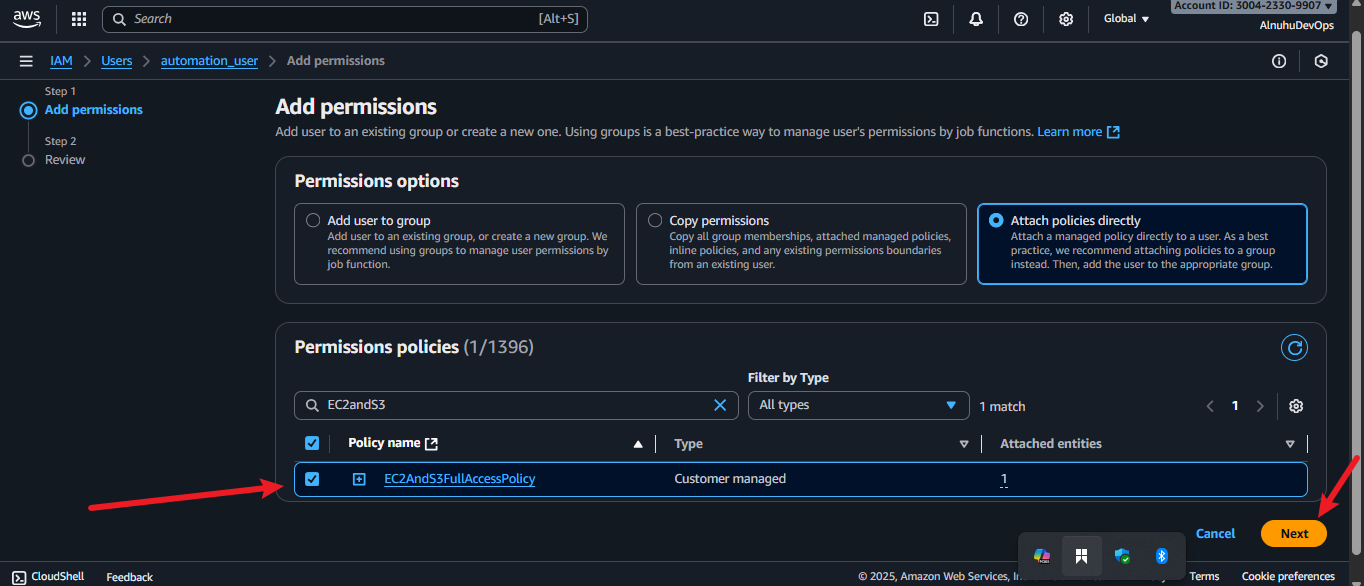 aws
Search
[Alt+S]
Global
Account ID: 3004-2330-9907
AlnuhuDevOps
IAM
Users
automation_user
Add permissions
Step 1
Add permissions
Step 2
Review
Add permissions
Add user to an existing group or create a new one. Using groups is a best-practice way to manage user's permissions by job functions. Learn more
Permissions options
Add user to group
Add user to an existing group, or create a new group. We
recommend using groups to manage user permissions by
job function.
Copy permissions
Copy all group memberships, attached managed policies,
inline policies, and any existing permissions boundaries
from an existing user.
Attach policies directly
Attach a managed policy directly to a user. As a best
practice, we recommend attaching policies to a group
instead. Then, add the user to the appropriate group.
Permissions policies (1/1396)
Filter by Type
EC2andS3
All types
1 match
1
Policy name
Type
Attached entities
EC2AndS3FullAccessPolicy
Customer managed
1
Cancel
Next
CloudShell
Feedback
© 2025, Amazon Web Services,
Terms
Cookie preferences